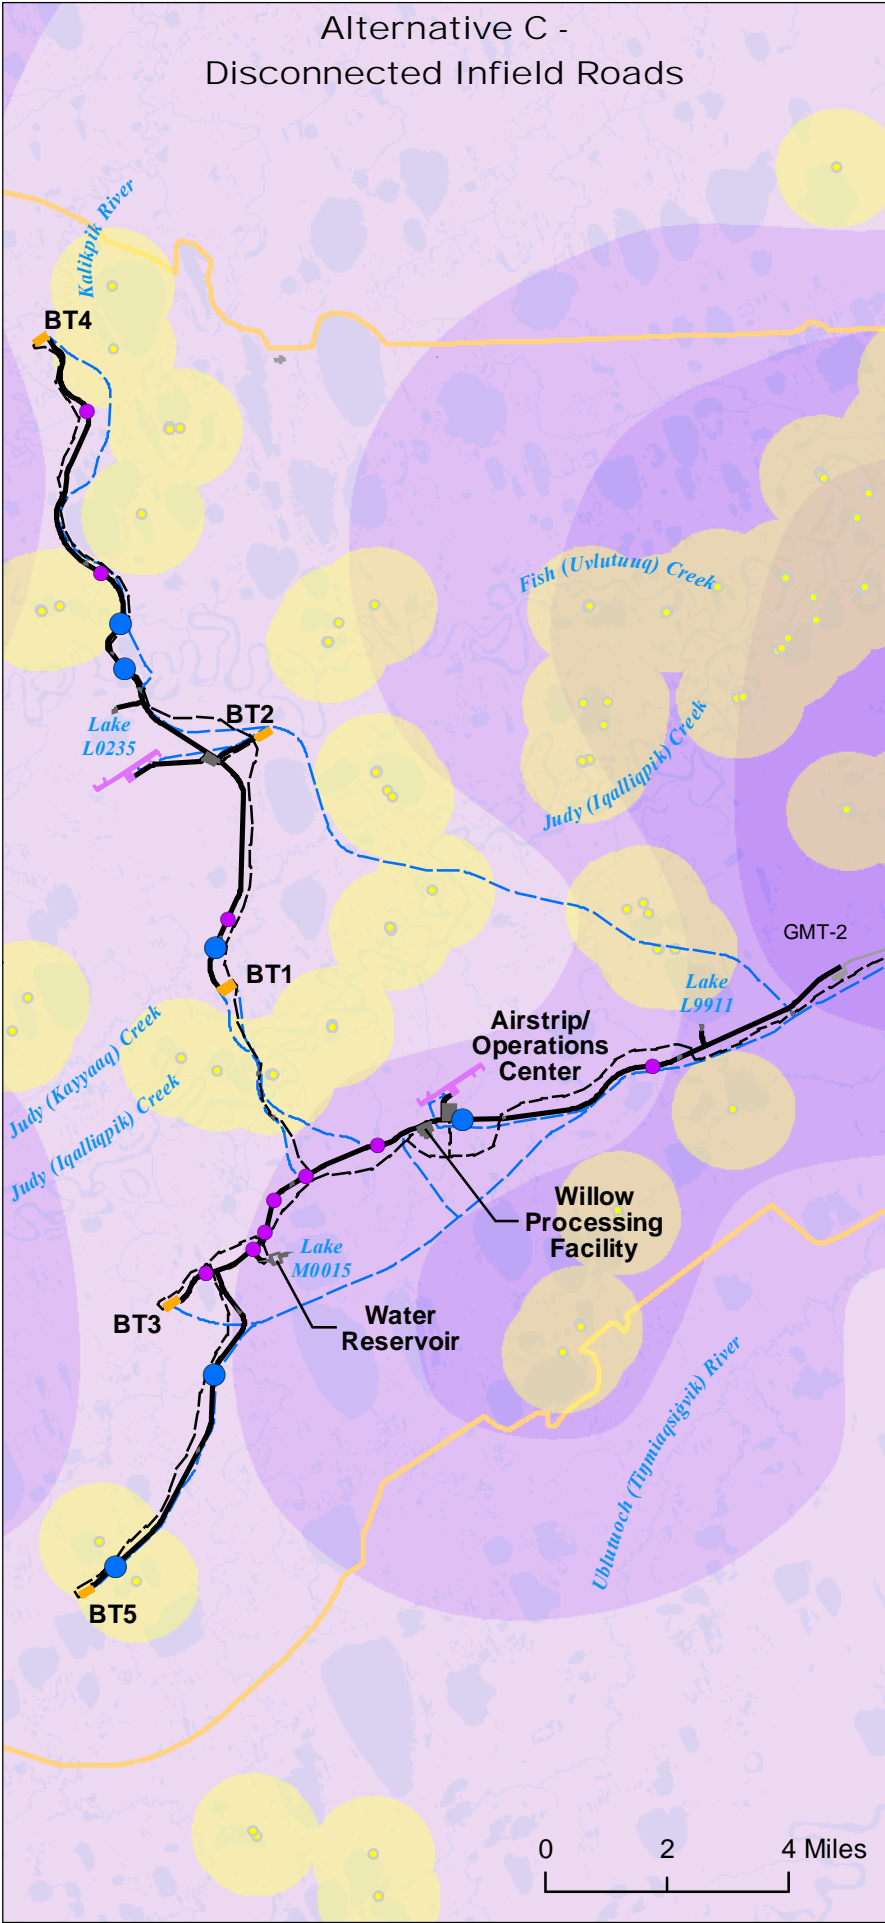 Alternative C -
Disconnected Infield Roads
Kalikpik River
BT4
Fish (Uvlutuuq) Creek
BT2
Lake
L0235
Judy (Iqalliqpik) Creek
GMT-2
BT1
Lake
L9911
Airstrip/
Operations
Center
Judy (Kayyaaq) Creek
Judy (Iqalliqpik) Creek
Willow
Processing
Facility
Lake
M0015
BT3
Water
Reservoir
Ublutuoch (Tiŋmiaqsiġvik) River
BT5
0 2 4 Miles